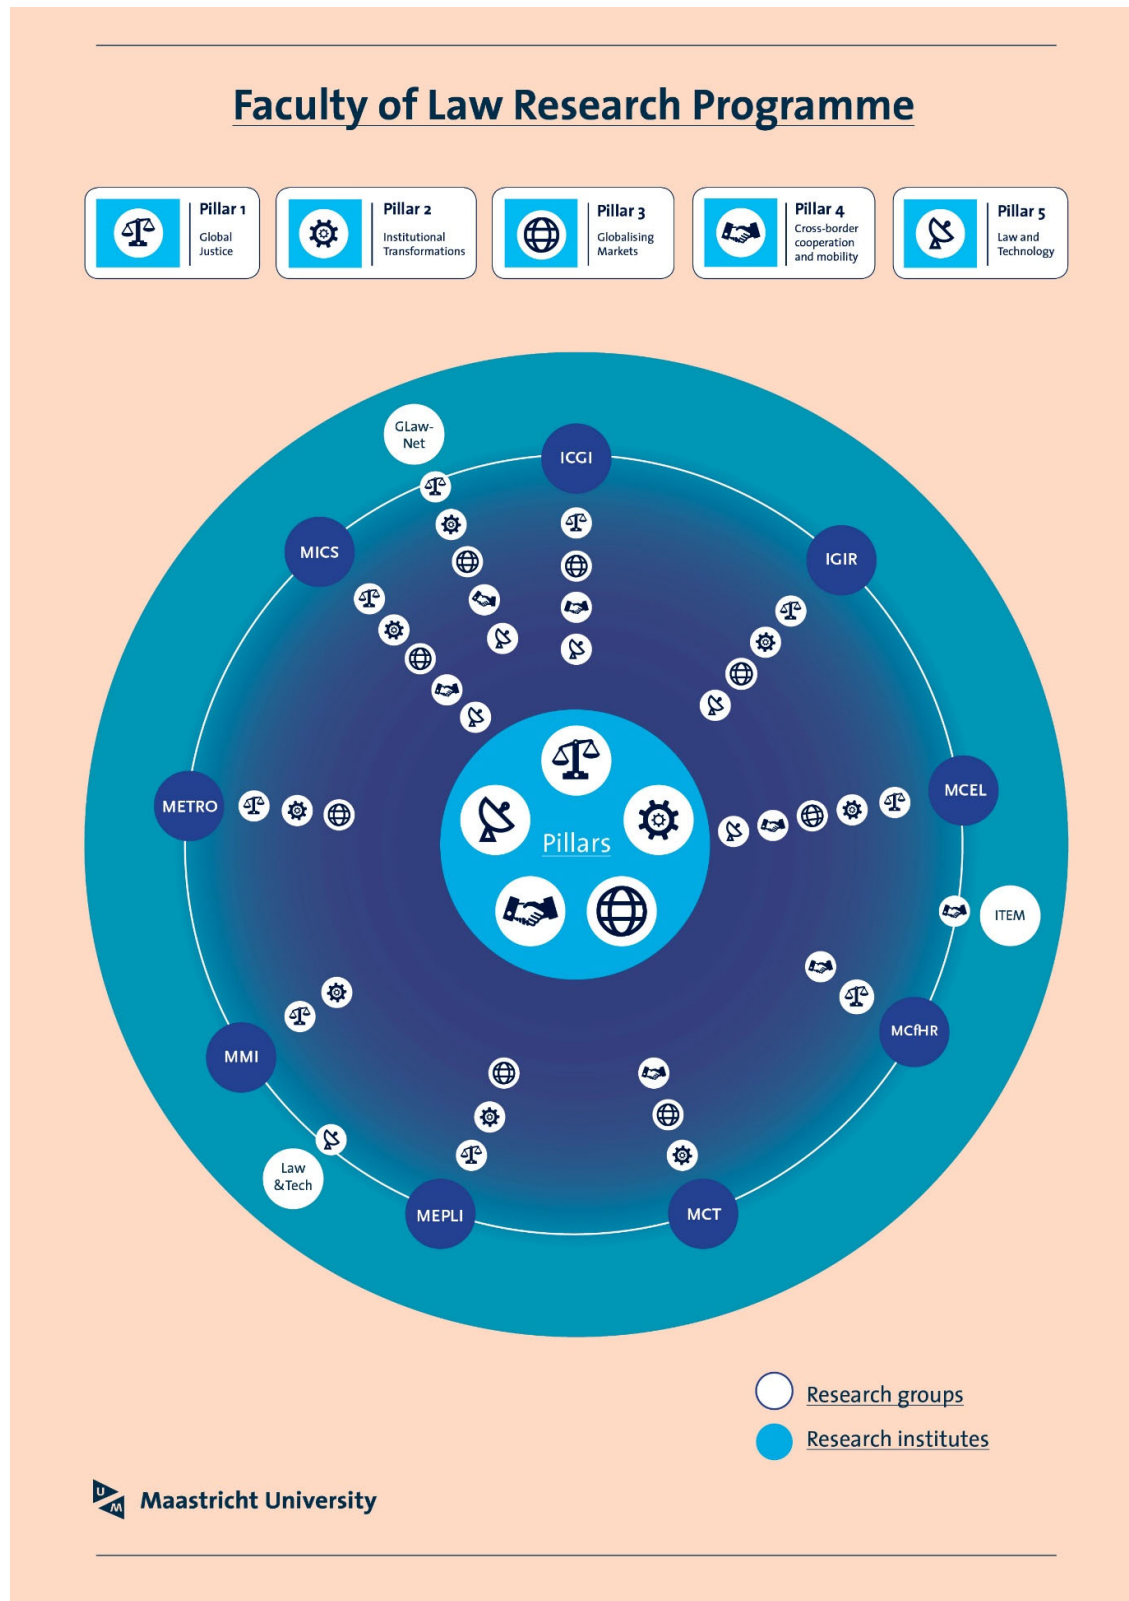 Faculty of Law Research Programme
Pillar 1
Global
Justice
Pillar 2
Institutional
Transformations
Pillar 3
Globalising
Markets
Pillar 4
Cross-border
cooperation
and mobility
Pillar 5
Law and
Technology
GLaw-
Net
ICGI
MICS
IGIR
METRO
MCEL
Pillars
ITEM
MCfHR
MMI
Law
&Tech
MEPLI
MCT
Research groups
Research institutes
U
M
Maastricht University